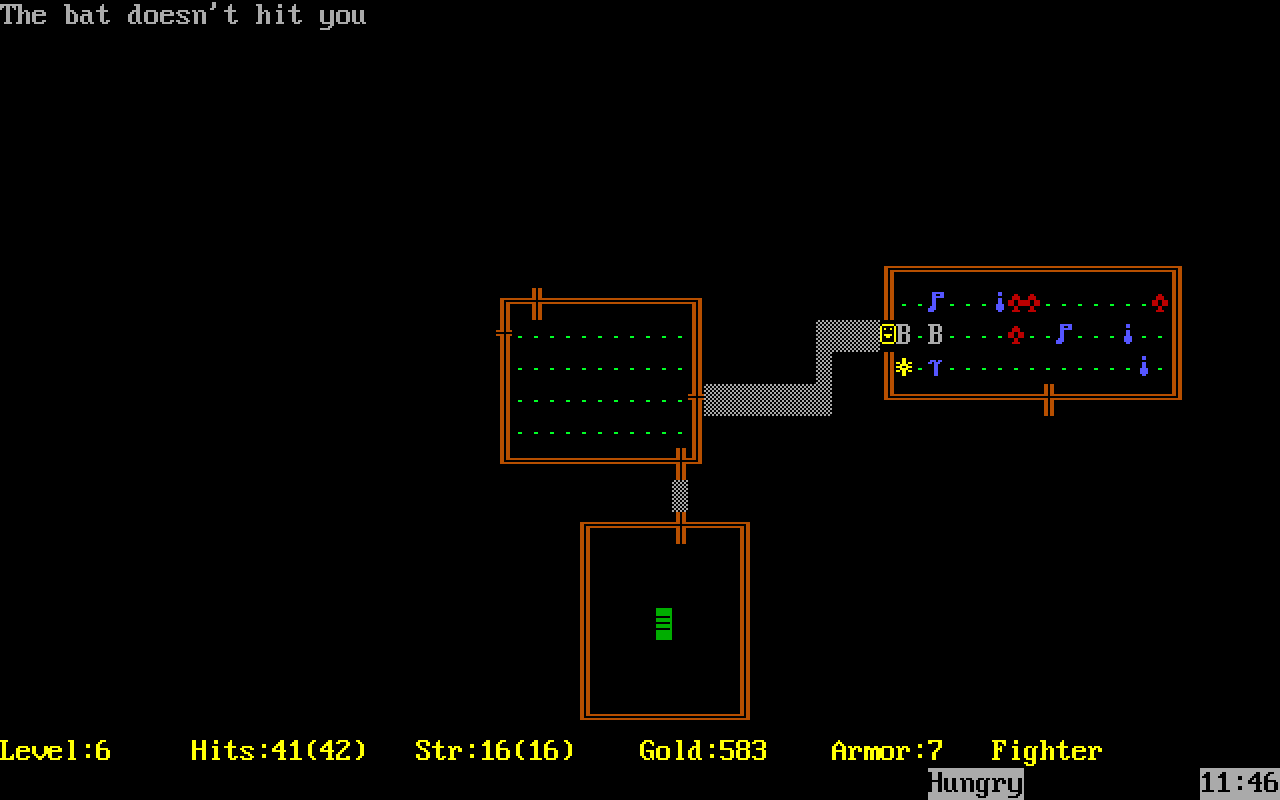 The bat doesn't hit you
B B
Level:6 Hits:41(42) Str:16(16) Gold:583 Armor:7 Fighter
Hungry 11:46